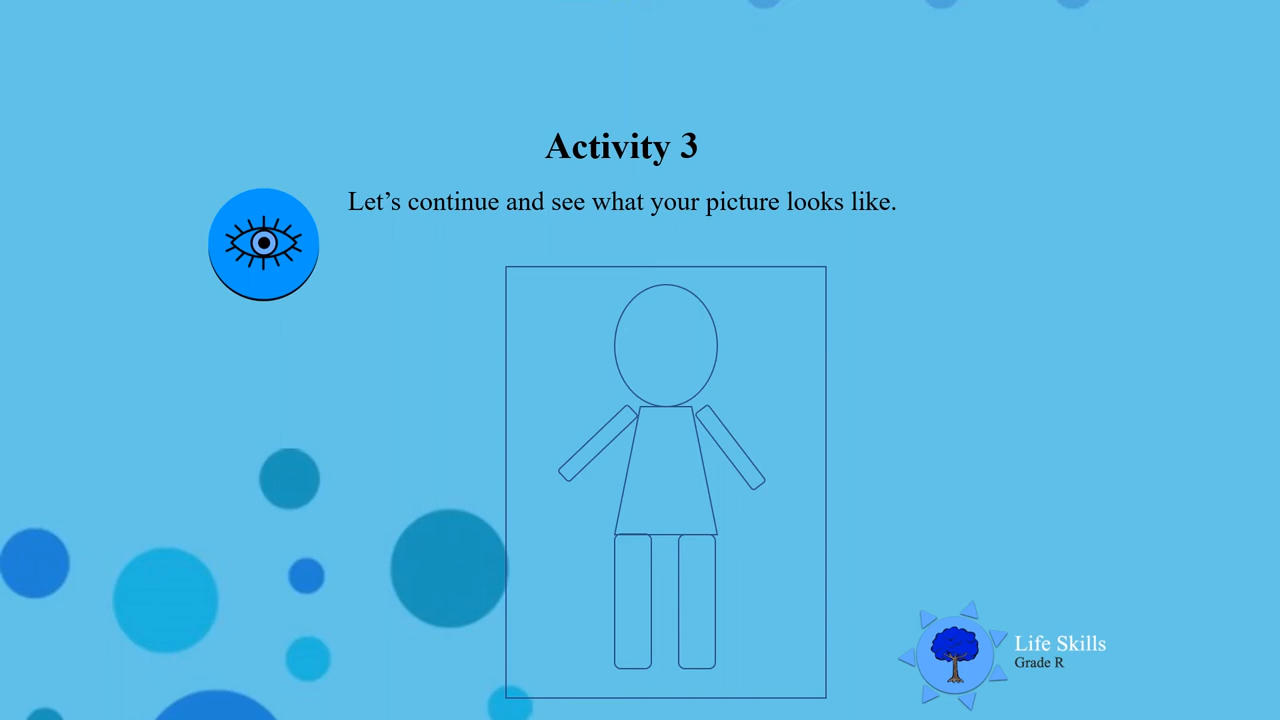 Activity 3
Let’s continue and see what your picture looks like.
Life Skills
Grade R